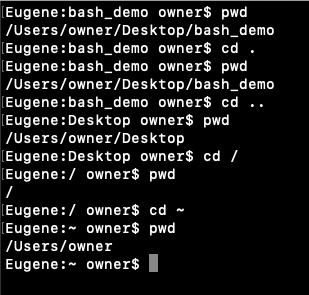 [Eugene:bash_demo owner$ pwd
/Users/owner/Desktop/bash_demo
[Eugene:bash_demo owner$ cd .
[Eugene:bash_demo owner$ pwd
/Users/owner/Desktop/bash_demo
[Eugene:bash_demo owner$ cd ..
[Eugene:Desktop owner$ pwd
/Users/owner/Desktop
[Eugene:Desktop owner$ cd /
[Eugene:/ owner$ pwd
/
[Eugene:/ owner$ cd ~
[Eugene:~ owner$ pwd
/Users/owner
Eugene:~ owner$